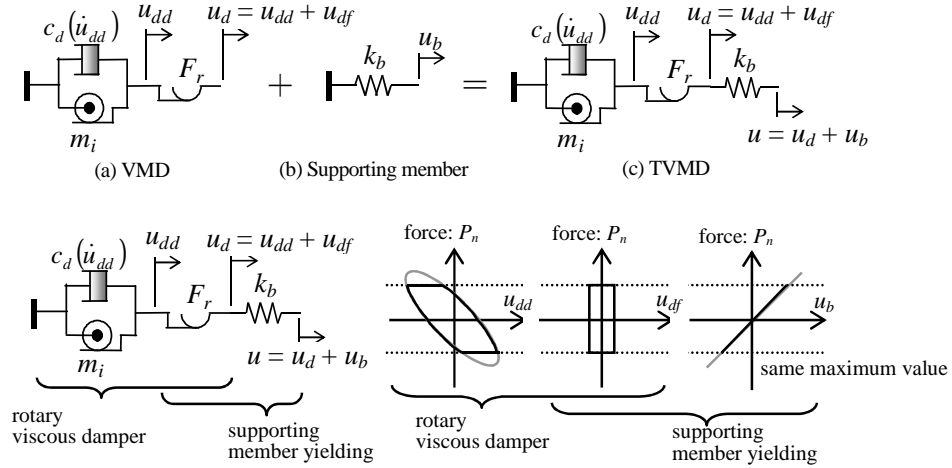 u_dd
u_d = u_dd + u_df
c_d(u̇_dd)
F_r
m_i
(a) VMD
+
u_b
k_b
(b) Supporting member
=
u_dd
u_d = u_dd + u_df
c_d(u̇_dd)
F_r
k_b
m_i
u = u_d + u_b
(c) TVMD
u_dd
u_d = u_dd + u_df
c_d(u̇_dd)
F_r
k_b
m_i
u = u_d + u_b
rotary
viscous damper
supporting
member yielding
force: P_n
u_dd
force: P_n
u_df
force: P_n
u_b
same maximum value
rotary
viscous damper
supporting
member yielding